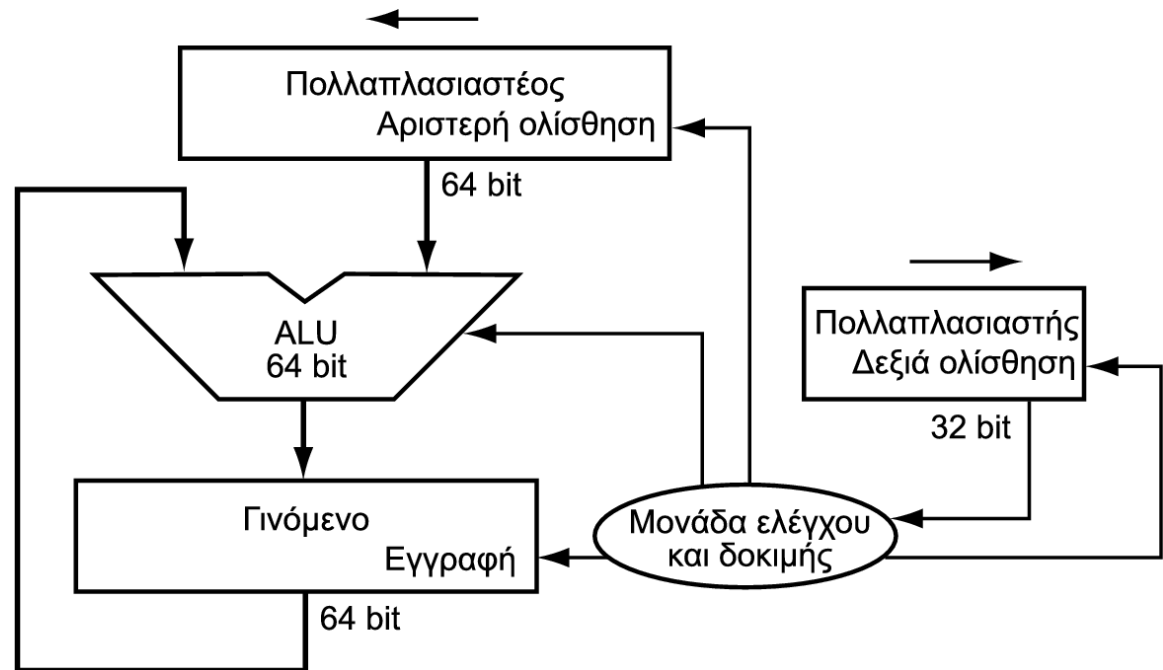 Πολλαπλασιαστέος
Αριστερή ολίσθηση
64 bit
ALU
64 bit
Πολλαπλασιαστής
Δεξιά ολίσθηση
32 bit
Γινόμενο
Εγγραφή
64 bit
Μονάδα ελέγχου
και δοκιμής